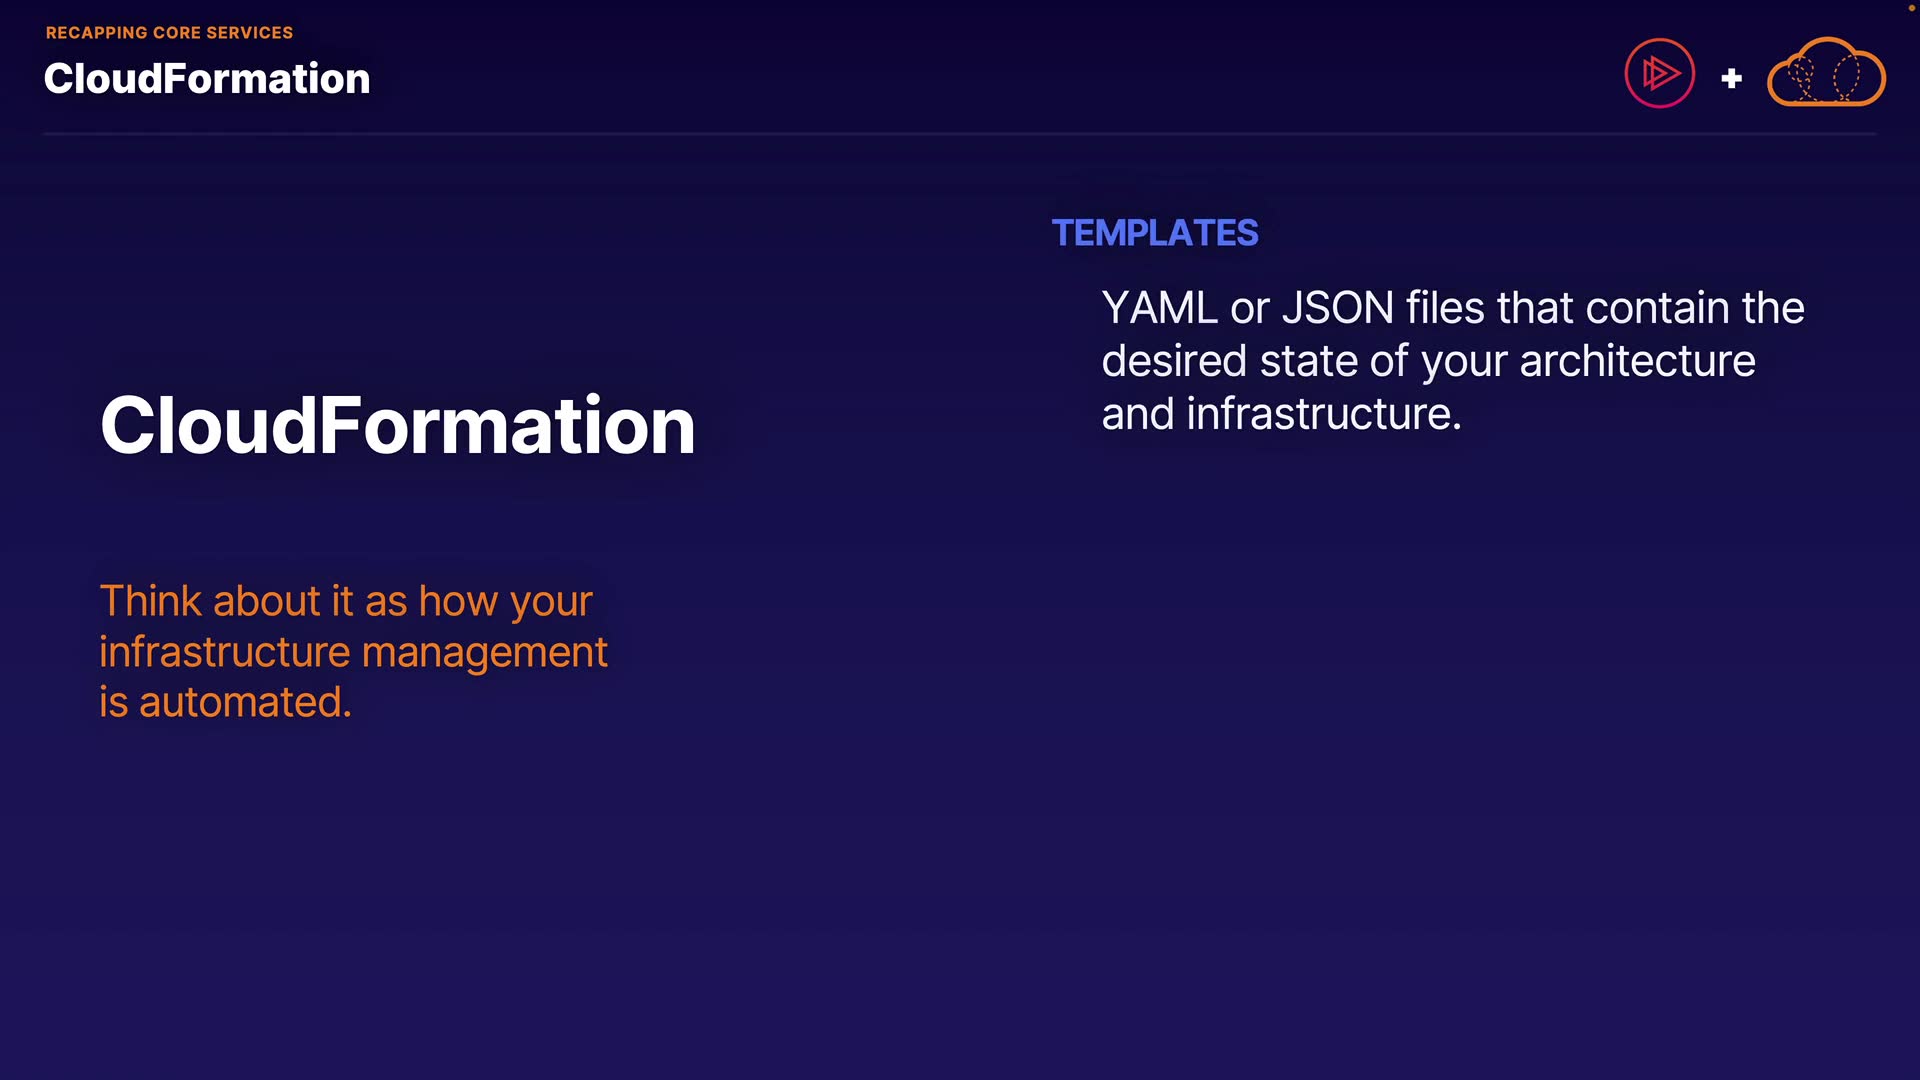 RECAPPING CORE SERVICES
CloudFormation
+
CloudFormation
Think about it as how your
infrastructure management
is automated.
TEMPLATES
YAML or JSON files that contain the
desired state of your architecture
and infrastructure.